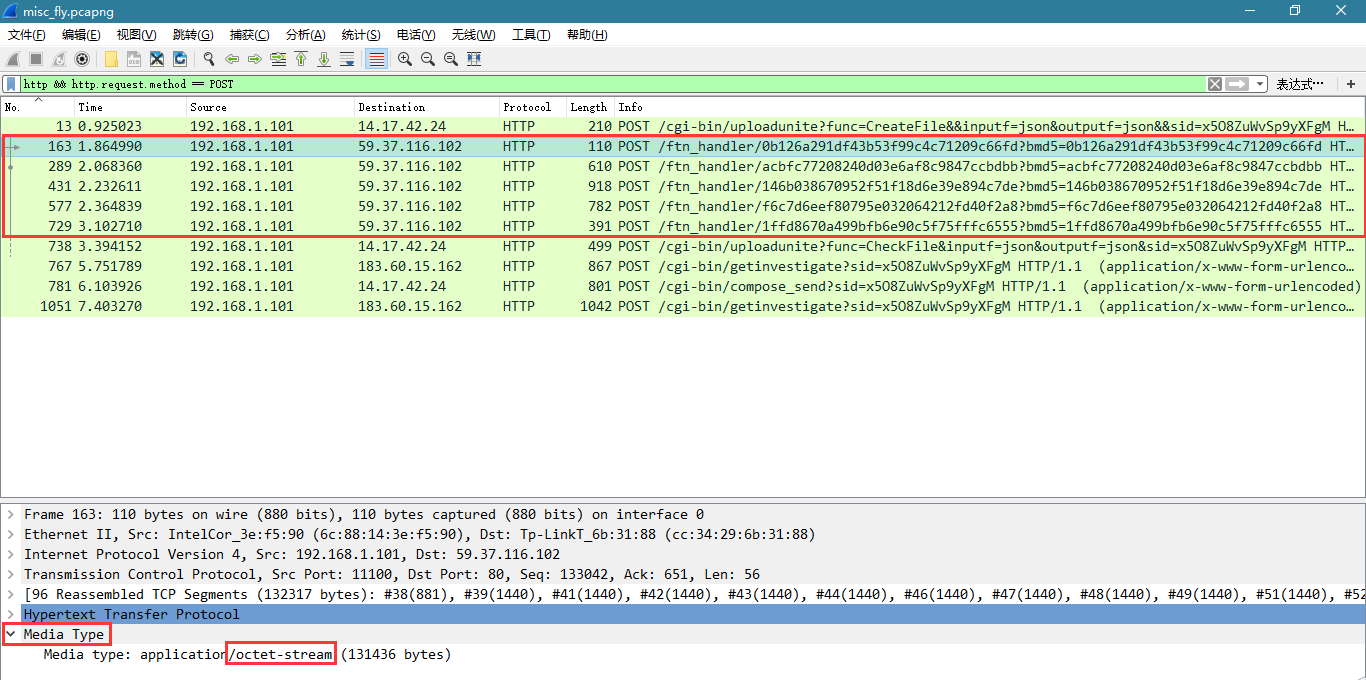 misc_fly.pcapng
文件(F) 编辑(E) 视图(V) 跳转(G) 捕获(C) 分析(A) 统计(S) 电话(Y) 无线(W) 工具(T) 帮助(H)
http && http.request.method == POST 表达式… +
No. Time Source Destination Protocol Length Info
13 0.925023 192.168.1.101 14.17.42.24 HTTP 210 POST /cgi-bin/uploadunite?func=CreateFile&&inputf=json&outputf=json&&sid=x5O8ZuWvSp9yXFgM H…
163 1.864990 192.168.1.101 59.37.116.102 HTTP 110 POST /ftn_handler/0b126a291df43b53f99c4c71209c66fd?bmd5=0b126a291df43b53f99c4c71209c66fd HT…
289 2.068360 192.168.1.101 59.37.116.102 HTTP 610 POST /ftn_handler/acbfc77208240d03e6af8c9847ccbdbb?bmd5=acbfc77208240d03e6af8c9847ccbdbb HT…
431 2.232611 192.168.1.101 59.37.116.102 HTTP 918 POST /ftn_handler/146b038670952f51f18d6e39e894c7de?bmd5=146b038670952f51f18d6e39e894c7de HT…
577 2.364839 192.168.1.101 59.37.116.102 HTTP 782 POST /ftn_handler/f6c7d6eef80795e032064212fd40f2a8?bmd5=f6c7d6eef80795e032064212fd40f2a8 HT…
729 3.102710 192.168.1.101 59.37.116.102 HTTP 391 POST /ftn_handler/1ffd8670a499bfb6e90c5f75fffc6555?bmd5=1ffd8670a499bfb6e90c5f75fffc6555 HT…
738 3.394152 192.168.1.101 14.17.42.24 HTTP 499 POST /cgi-bin/uploadunite?func=CheckFile&inputf=json&outputf=json&sid=x5O8ZuWvSp9yXFgM HTTP…
767 5.751789 192.168.1.101 183.60.15.162 HTTP 867 POST /cgi-bin/getinvestigate?sid=x5O8ZuWvSp9yXFgM HTTP/1.1 (application/x-www-form-urlenco…
781 6.103926 192.168.1.101 14.17.42.24 HTTP 801 POST /cgi-bin/compose_send?sid=x5O8ZuWvSp9yXFgM HTTP/1.1 (application/x-www-form-urlencoded)
1051 7.403270 192.168.1.101 183.60.15.162 HTTP 1042 POST /cgi-bin/getinvestigate?sid=x5O8ZuWvSp9yXFgM HTTP/1.1 (application/x-www-form-urlenco…
Frame 163: 110 bytes on wire (880 bits), 110 bytes captured (880 bits) on interface 0
Ethernet II, Src: IntelCor_3e:f5:90 (6c:88:14:3e:f5:90), Dst: Tp-LinkT_6b:31:88 (cc:34:29:6b:31:88)
Internet Protocol Version 4, Src: 192.168.1.101, Dst: 59.37.116.102
Transmission Control Protocol, Src Port: 11100, Dst Port: 80, Seq: 133042, Ack: 651, Len: 56
[96 Reassembled TCP Segments (132317 bytes): #38(881), #39(1440), #41(1440), #42(1440), #43(1440), #44(1440), #46(1440), #47(1440), #48(1440), #49(1440), #51(1440), #52
Hypertext Transfer Protocol
Media Type
Media type: application/octet-stream (131436 bytes)